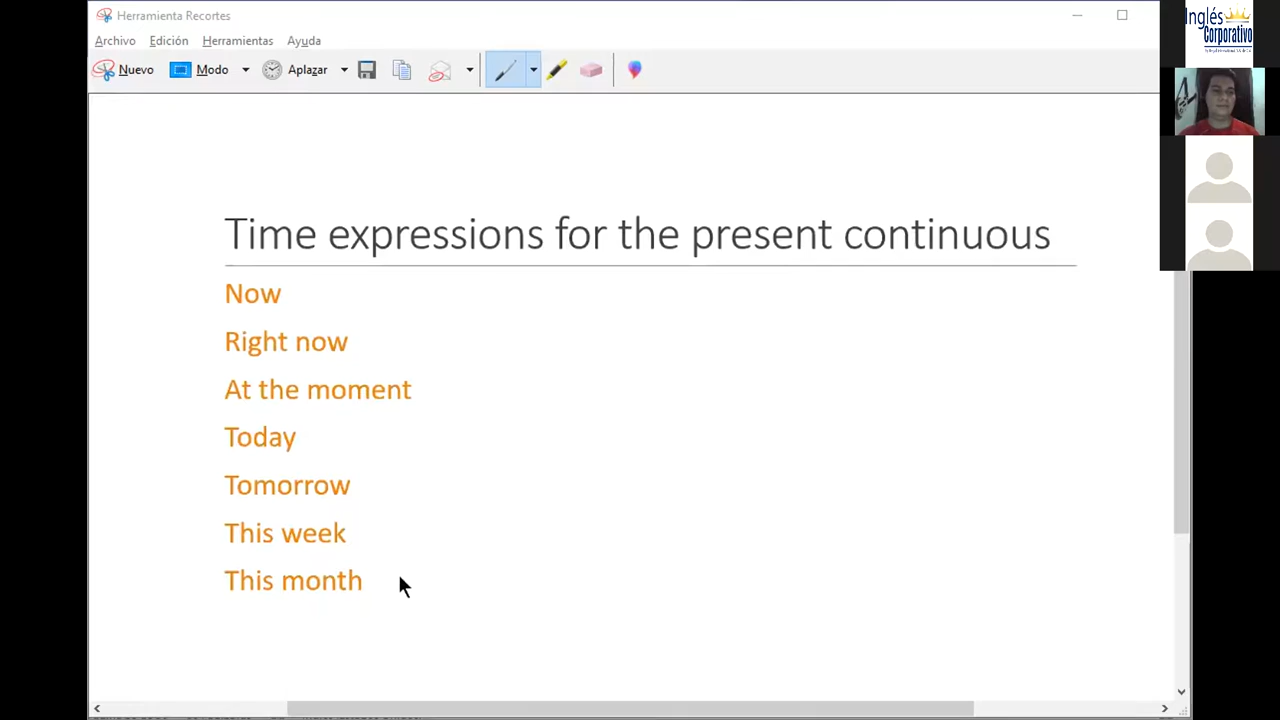 Herramienta Recortes
Archivo Edición Herramientas Ayuda
Nuevo Modo Aplazar
Inglés
Corporativo
Time expressions for the present continuous
Now
Right now
At the moment
Today
Tomorrow
This week
This month